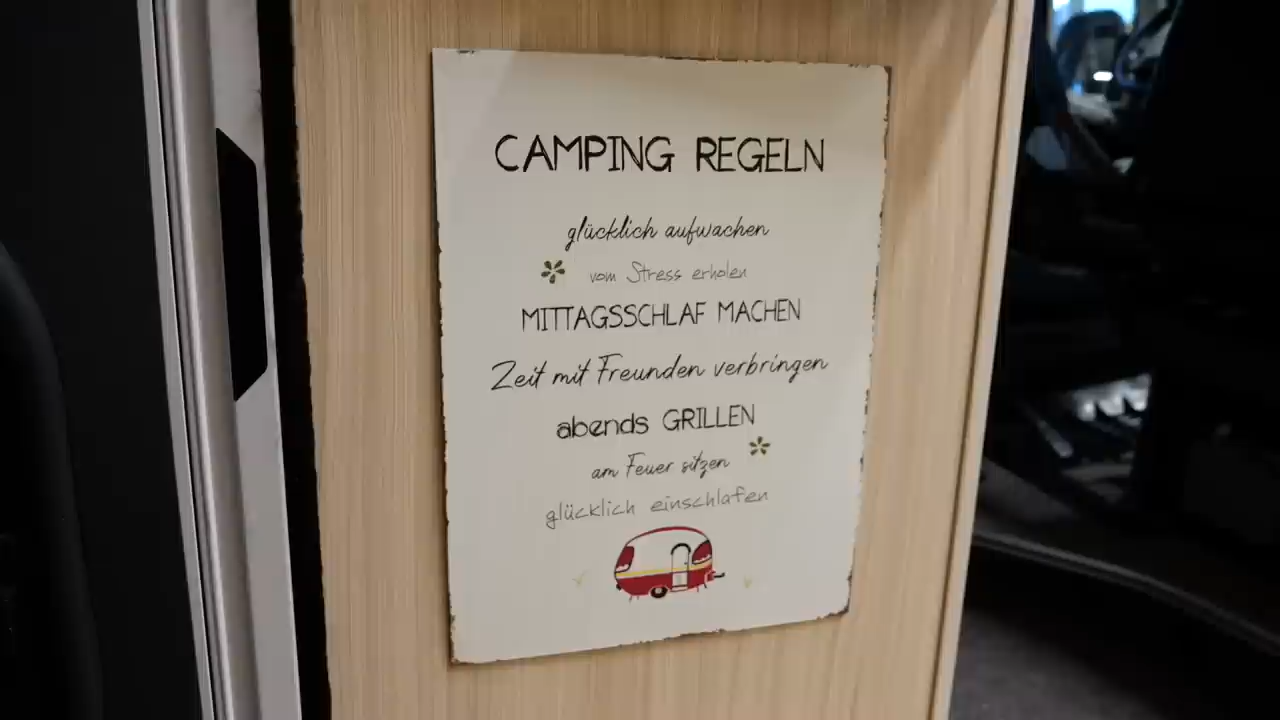 CAMPING REGELN
glücklich aufwachen
vom Stress erholen
MITTAGSSCHLAF MACHEN
Zeit mit Freunden verbringen
abends GRILLEN
am Feuer sitzen
glücklich einschlafen